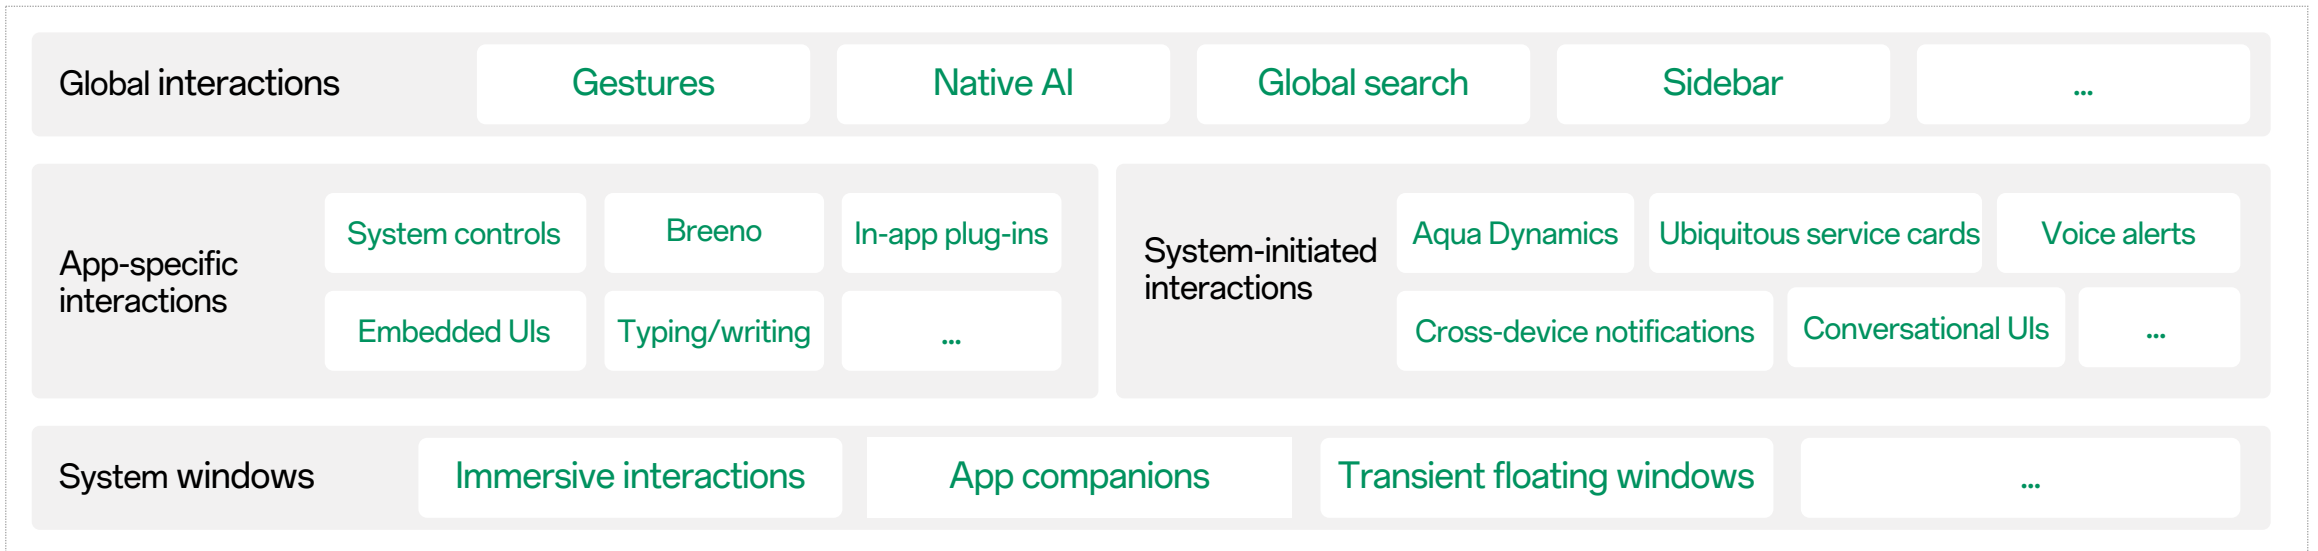 Global interactions
Gestures
Native AI
Global search
Sidebar
...
App-specific
interactions
System controls
Breeno
In-app plug-ins
Embedded UIs
Typing/writing
...
System-initiated
interactions
Aqua Dynamics
Ubiquitous service cards
Voice alerts
Cross-device notifications
Conversational UIs
...
System windows
Immersive interactions
App companions
Transient floating windows
...